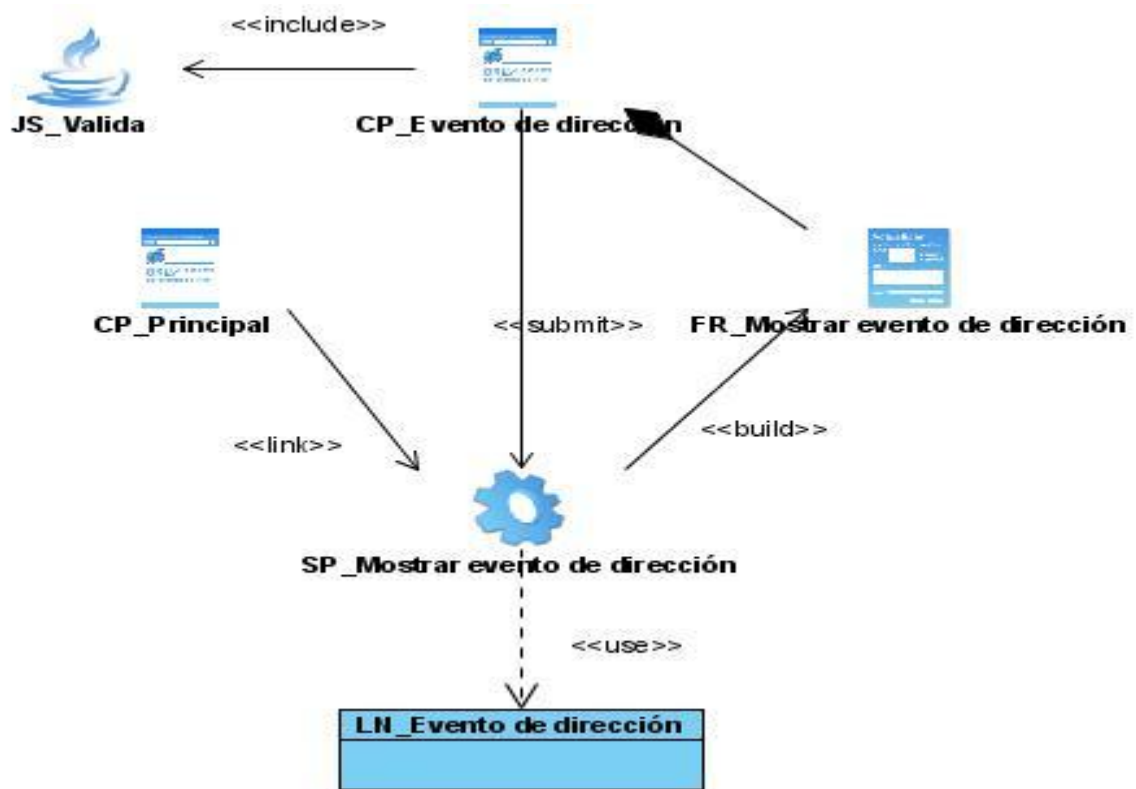 <<include>>
JS_Valida
CP_Evento de dirección
CP_Principal
<<submit>>
FR_Mostrar evento de dirección
<<link>>
<<build>>
SP_Mostrar evento de dirección
<<use>>
LN_Evento de dirección